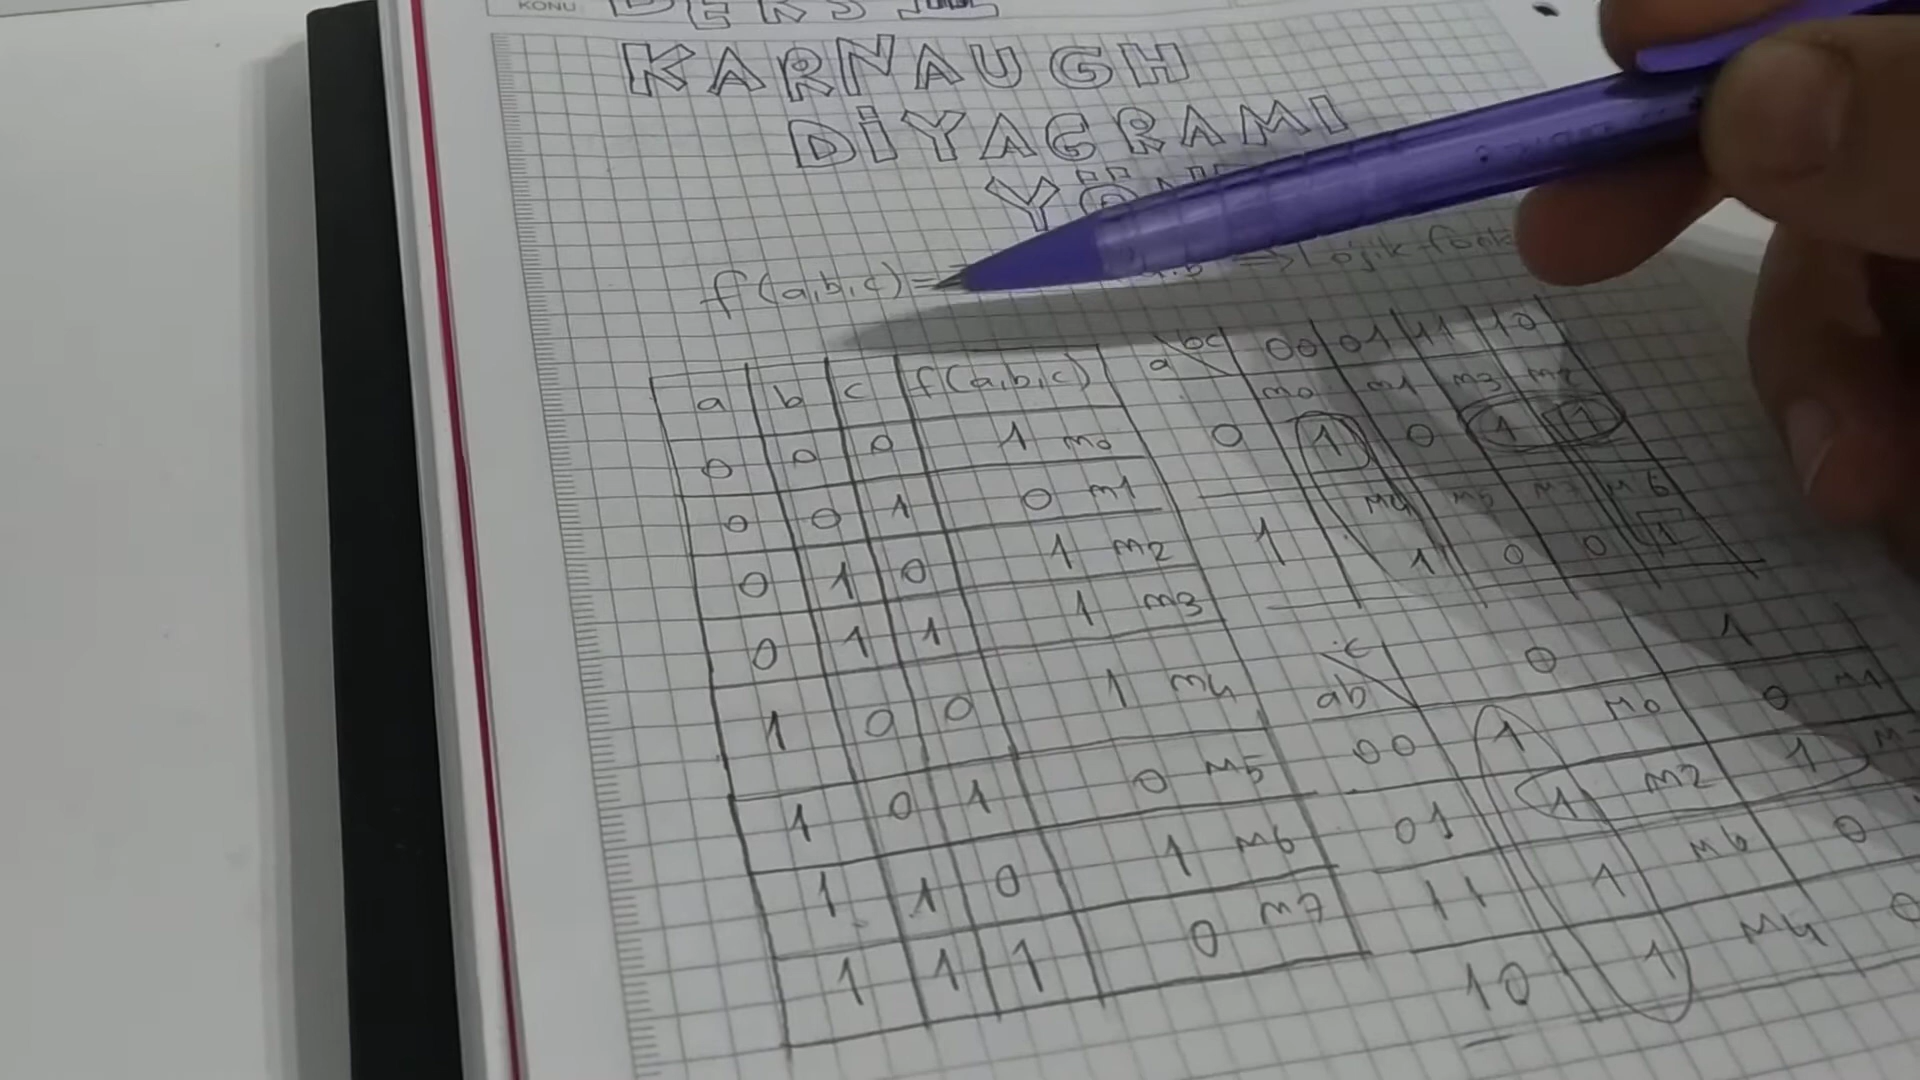 KONU
DERS III
KARNAUGH
DİYAGRAMI
f(a,b,c)= a.b => Lojik
a b c f(a,b,c)
0 0 0 1 m0
0 0 1 0 m1
0 1 0 1 m2
0 1 1 1 m3
1 0 0 1 m4
1 0 1 0 m5
1 1 0 1 m6
1 1 1 0 m7
a bc 00 01 11 10
m0 m1 m3 m2
0 1 0 1 1
m4 m5 m7 m6
1 1 0 0 1
ab c 0 1
00 1 m0 0 m1
01 1 m2 1
11 1 m6 0
10 1 m4 0